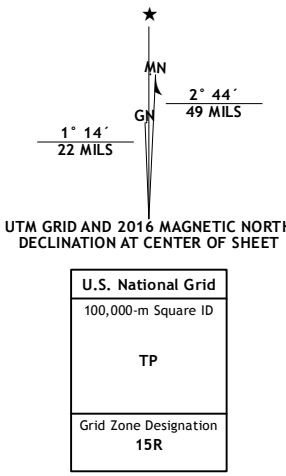 ★
MN
GN
2° 44´
49 MILS
1° 14´
22 MILS
UTM GRID AND 2016 MAGNETIC NORTH
DECLINATION AT CENTER OF SHEET
U.S. National Grid
100,000-m Square ID
TP
Grid Zone Designation
15R